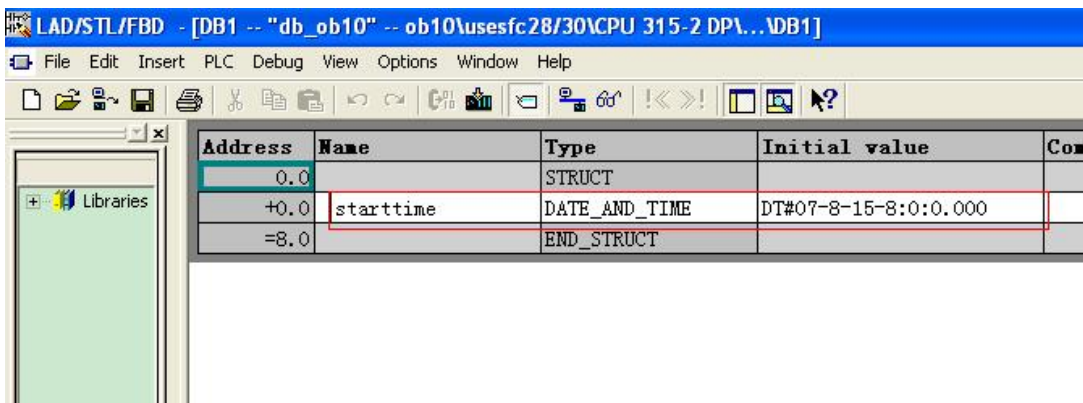 LAD/STL/FBD - [DB1 -- "db_ob10" -- ob10\usesfc28/30\CPU 315-2 DP\...\DB1]
File Edit Insert PLC Debug View Options Window Help
Address Name Type Initial value
0.0 STRUCT
Libraries
+0.0 starttime DATE_AND_TIME DT#07-8-15-8:0:0.000
=8.0 END_STRUCT